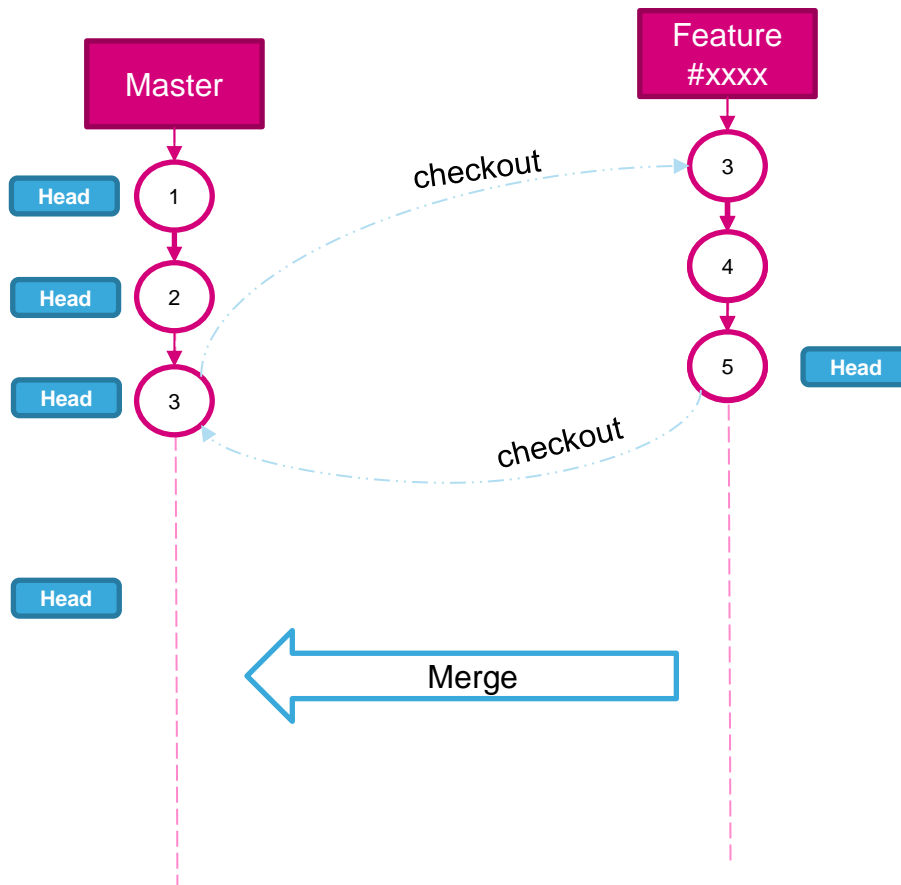 Master
Feature
#xxxx
checkout
Head
1
3
Head
2
4
Head
3
5
Head
checkout
Head
Merge